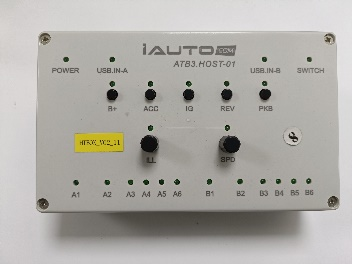 iAUTO.COM
ATB3.HOST-01
POWER USB.IN-A USB.IN-B SWITCH
B+ ACC IG REV PKB
ILL SPD
A1 A2 A3 A4 A5 A6 B1 B2 B3 B4 B5 B6